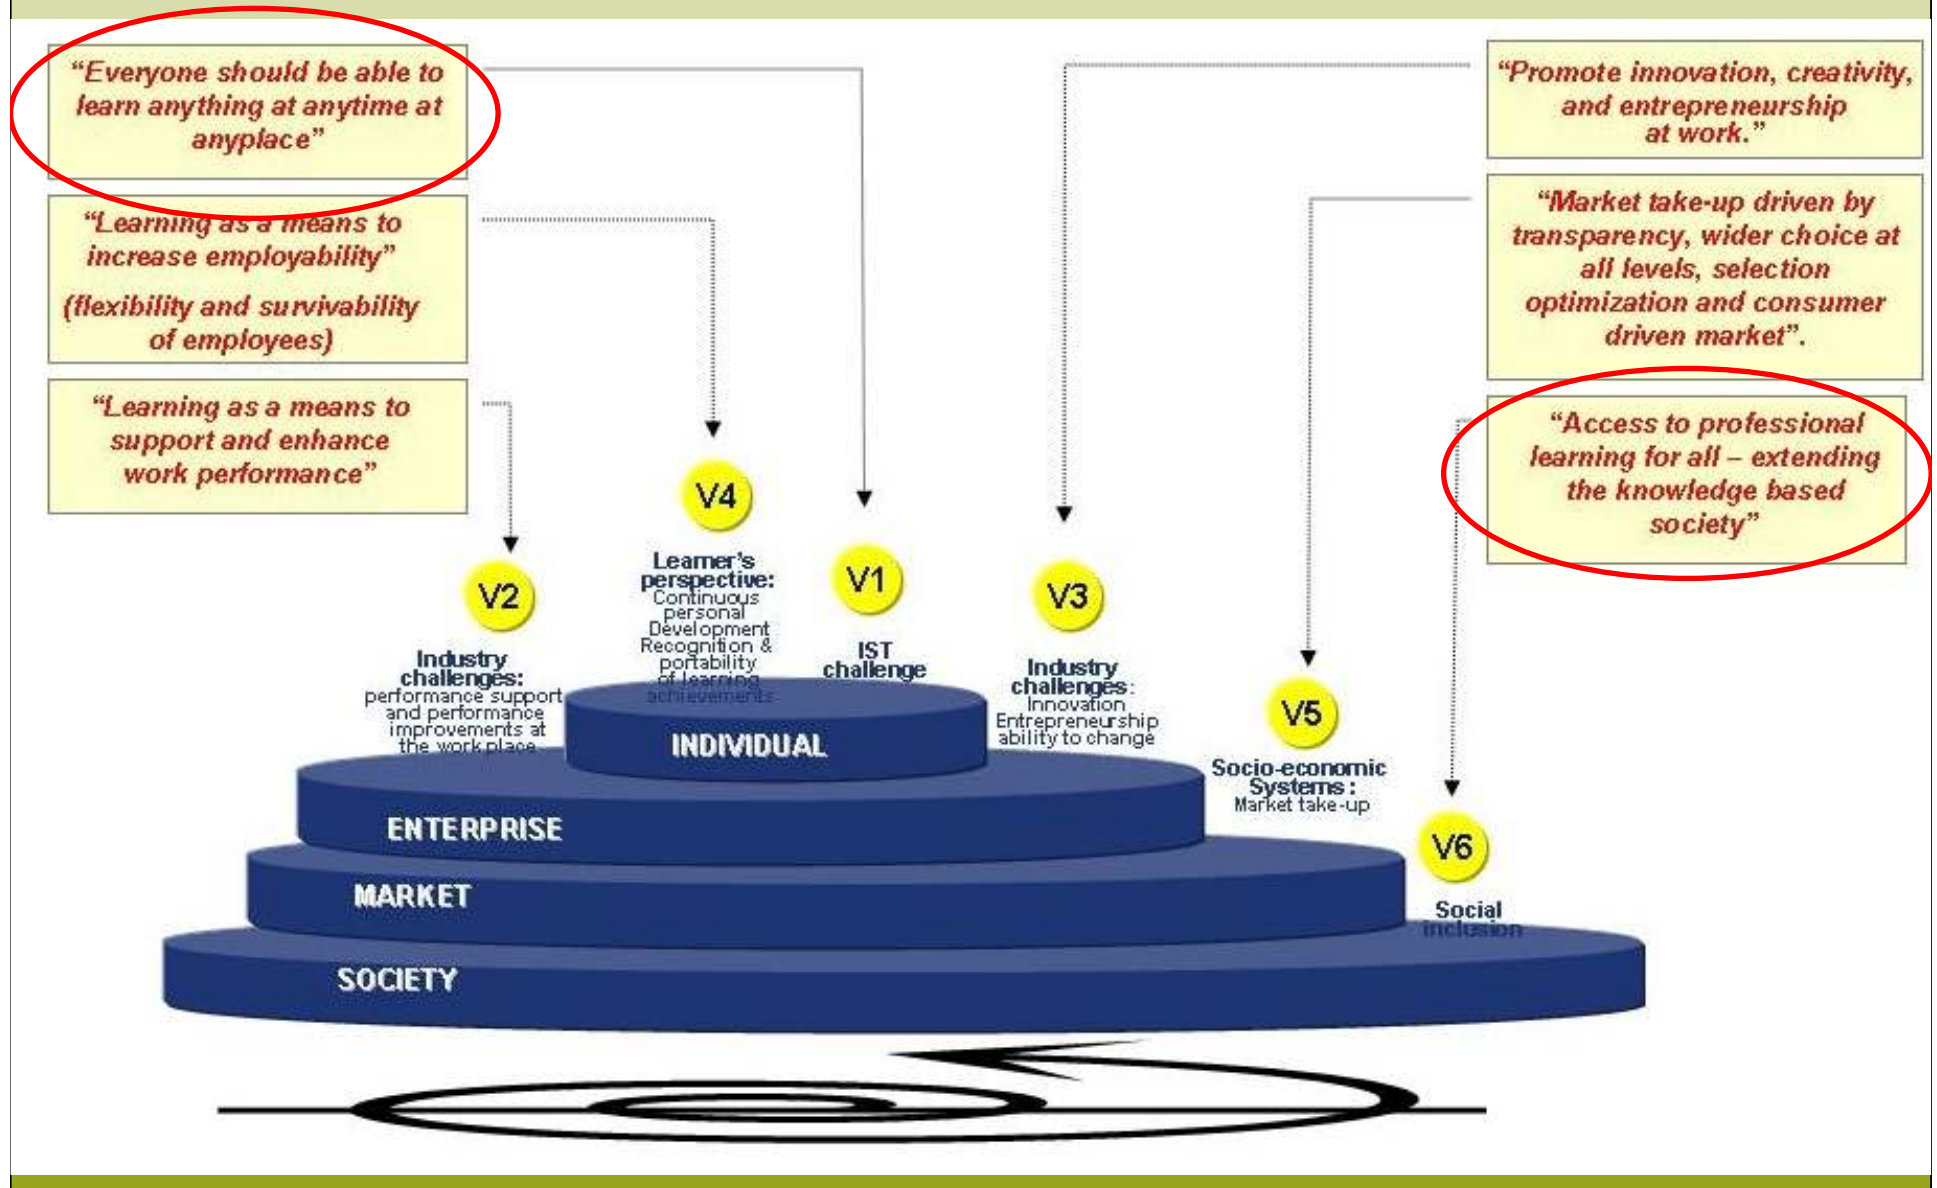 “Everyone should be able to
learn anything at anytime at
anyplace”
“Learning as a means to
increase employability”
(flexibility and survivability
of employees)
“Learning as a means to
support and enhance
work performance”
“Promote innovation, creativity,
and entrepreneurship
at work.”
“Market take-up driven by
transparency, wider choice at
all levels, selection
optimization and consumer
driven market”.
“Access to professional
learning for all – extending
the knowledge based
society”
V4
Learner’s
perspective:
Continuous
personal
Development
Recognition &
portability
of learning
achievements
V1
IST
challenge
V2
Industry
challenges:
performance support
and performance
improvements at
the work place
V3
Industry
challenges:
Innovation
Entrepreneurship
ability to change
V5
Socio-economic
Systems :
Market take-up
V6
Social
inclusion
INDIVIDUAL
ENTERPRISE
MARKET
SOCIETY